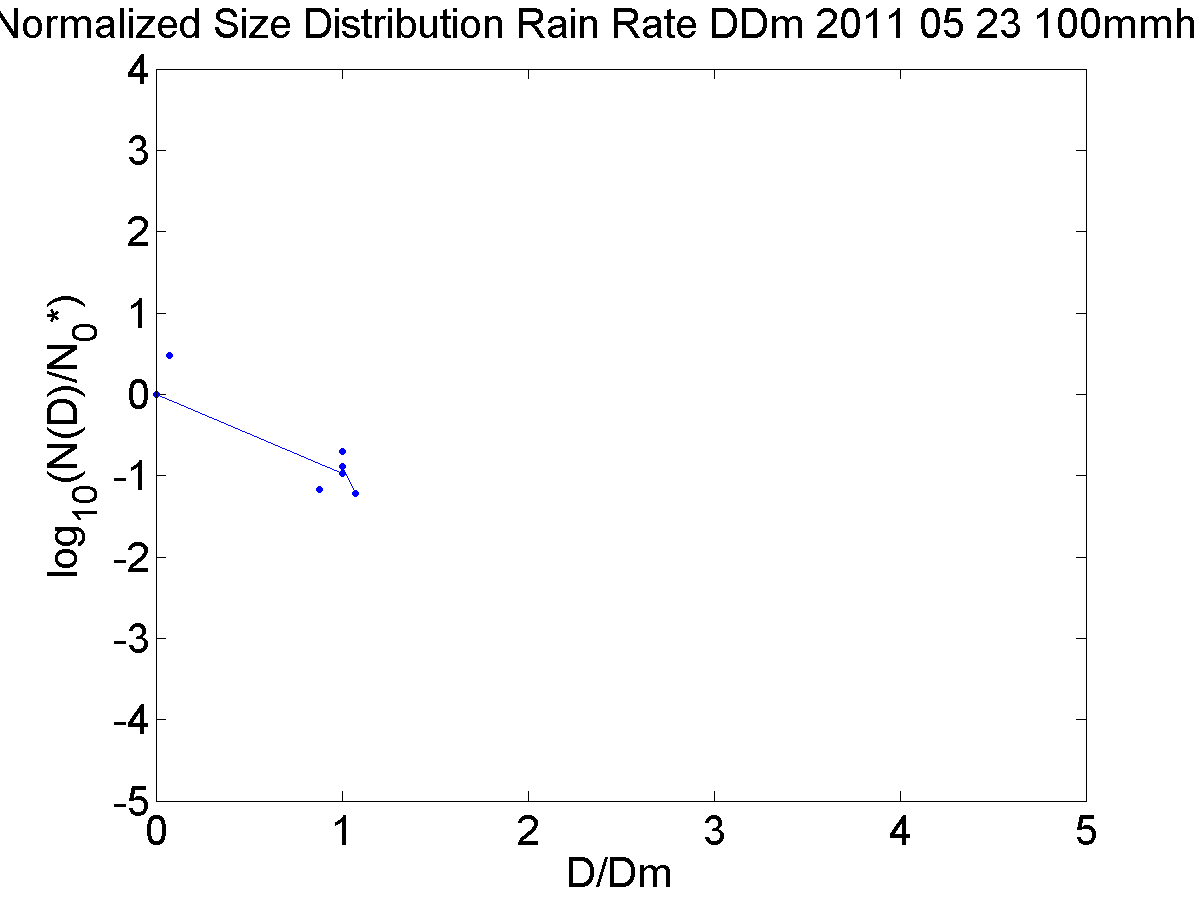 Normalized Size Distribution Rain Rate DDm 2011 05 23 100mmh
4
3
2
1
0
-1
-2
-3
-4
-5
log10(N(D)/N0*)
0 1 2 3 4 5
D/Dm